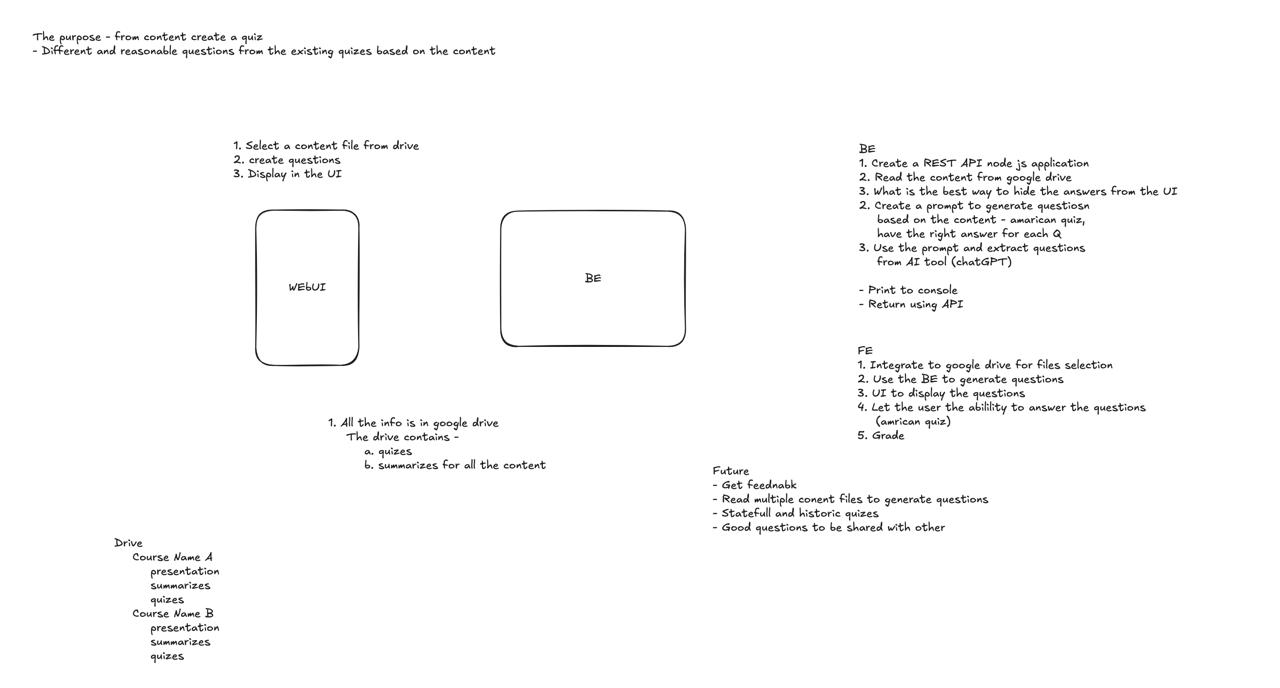 The purpose - from content create a quiz
- Different and reasonable questions from the existing quizes based on the content
1. Select a content file from drive
2. create questions
3. Display in the UI
WEbUI
BE
1. All the info is in google drive
The drive contains -
a. quizes
b. summarizes for all the content
Drive
Course Name A
presentation
summarizes
quizes
Course Name B
presentation
summarizes
quizes
BE
1. Create a REST API node js application
2. Read the content from google drive
3. What is the best way to hide the answers from the UI
2. Create a prompt to generate questiosn
based on the content - amarican quiz,
have the right answer for each Q
3. Use the prompt and extract questions
from AI tool (chatGPT)
- Print to console
- Return using API
FE
1. Integrate to google drive for files selection
2. Use the BE to generate questions
3. UI to display the questions
4. Let the user the abilility to answer the questions
(amrican quiz)
5. Grade
Future
- Get feednabk
- Read multiple conent files to generate questions
- Statefull and historic quizes
- Good questions to be shared with other